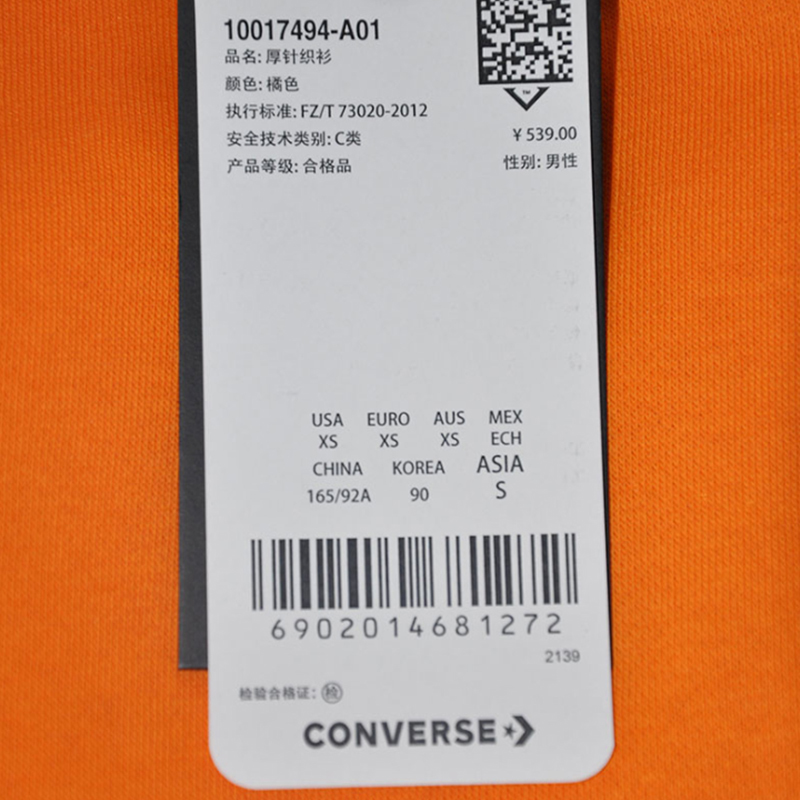 10017494-A01
品名: 厚针织衫
颜色: 橘色
执行标准: FZ/T 73020-2012
安全技术类别: C类
¥ 539.00
产品等级: 合格品
性别: 男性
TM
USA EURO AUS MEX
XS XS XS ECH
CHINA KOREA ASIA
165/92A 90 S
6902014681272
2139
检验合格证: 检
CONVERSE